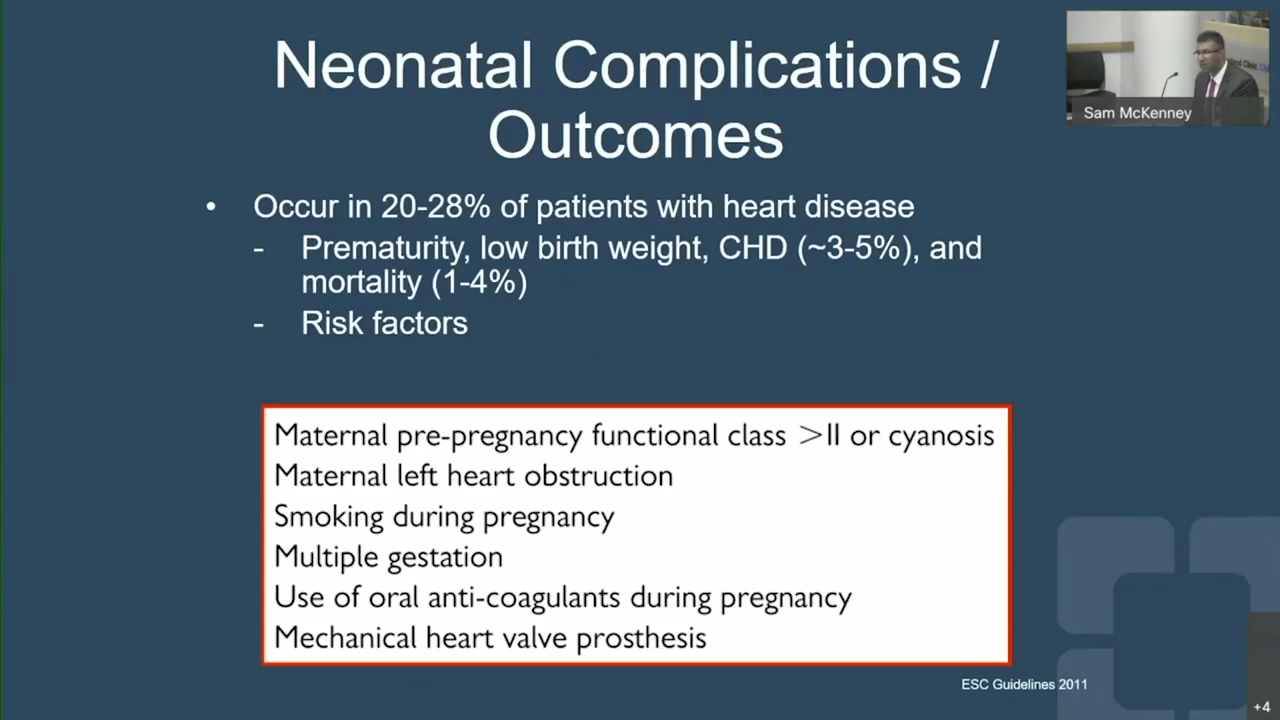 Neonatal Complications /
Outcomes
Sam McKenney
• Occur in 20-28% of patients with heart disease
- Prematurity, low birth weight, CHD (~3-5%), and
mortality (1-4%)
- Risk factors
Maternal pre-pregnancy functional class >II or cyanosis
Maternal left heart obstruction
Smoking during pregnancy
Multiple gestation
Use of oral anti-coagulants during pregnancy
Mechanical heart valve prosthesis
ESC Guidelines 2011
+4